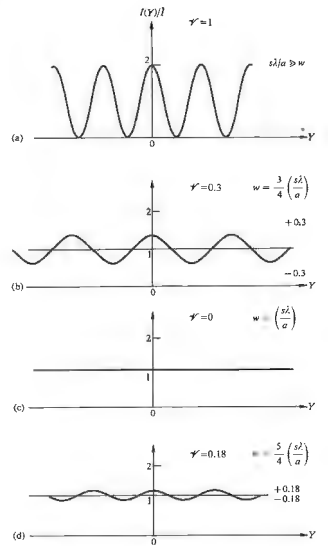 I(Y)/Ī
𝒱 = 1
2
sλ/a ⩾ w
(a)
0
Y
𝒱 = 0.3 w = 3/4 (sλ/a)
2
+0.3
1
−0.3
(b)
0
Y
𝒱 = 0 w = (sλ/a)
2
1
(c)
0
Y
𝒱 = 0.18 5/4 (sλ/a)
2
+0.18
1
−0.18
(d)
0
Y